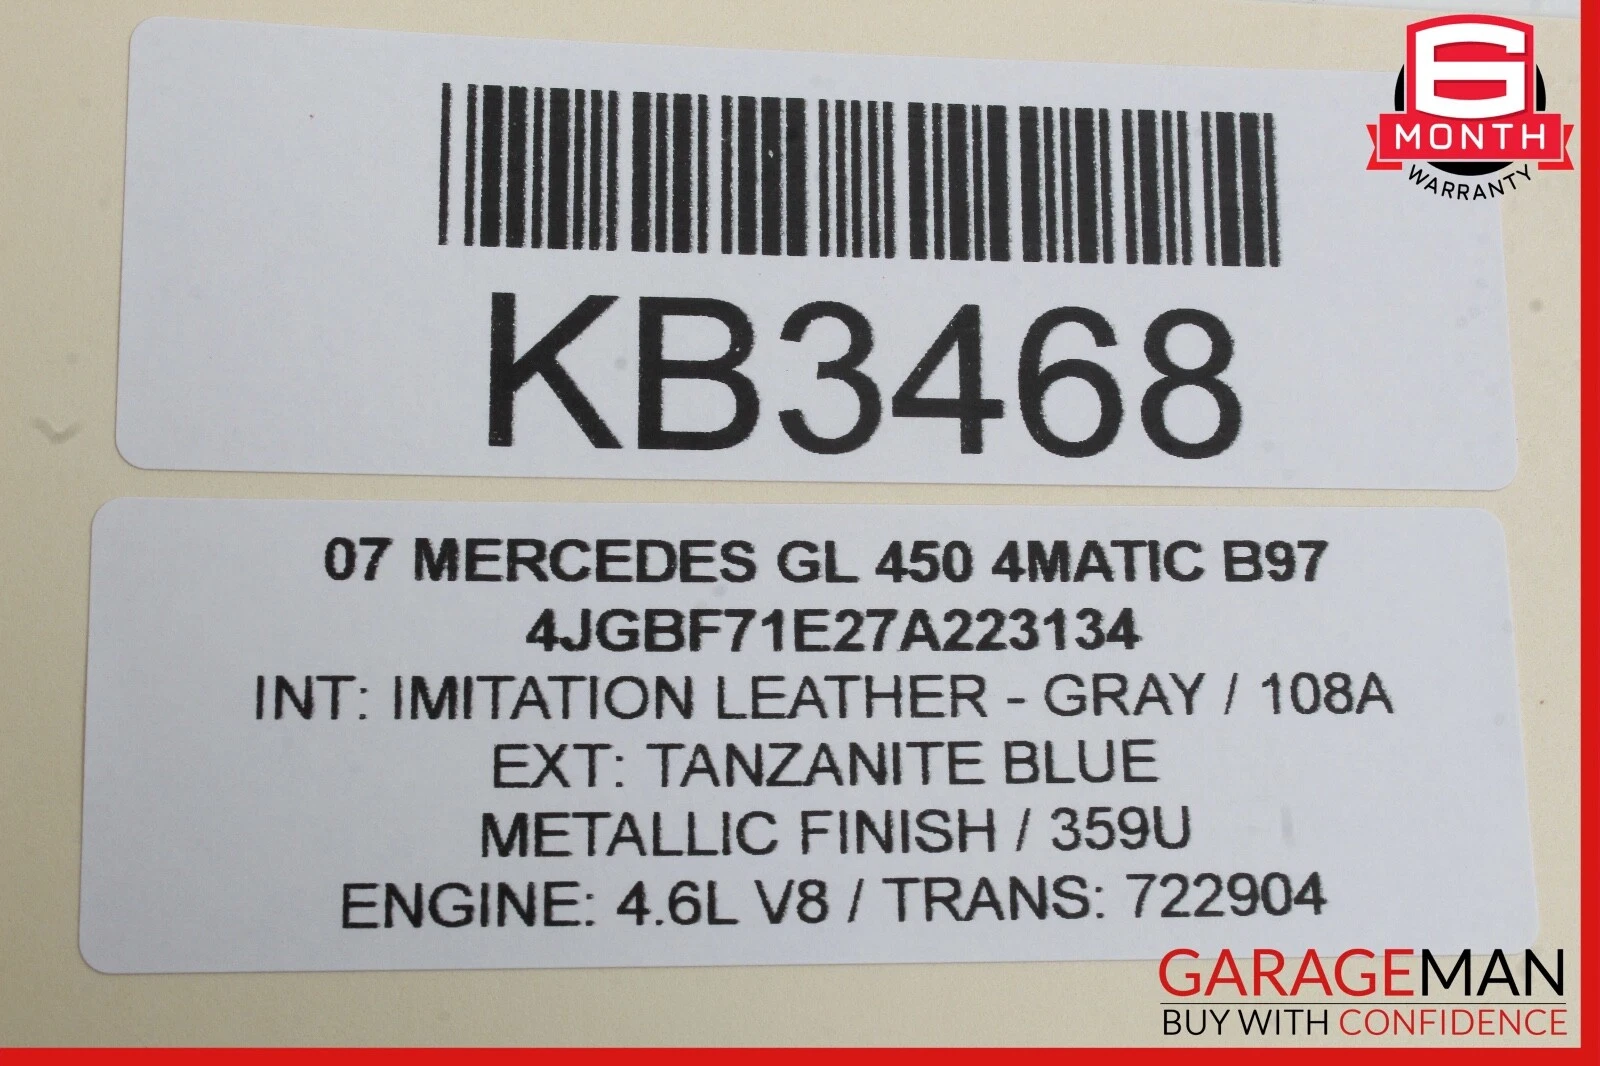 6
MONTH
WARRANTY
KB3468
07 MERCEDES GL 450 4MATIC B97
4JGBF71E27A223134
INT: IMITATION LEATHER - GRAY / 108A
EXT: TANZANITE BLUE
METALLIC FINISH / 359U
ENGINE: 4.6L V8 / TRANS: 722904
GARAGEMAN
BUY WITH CONFIDENCE